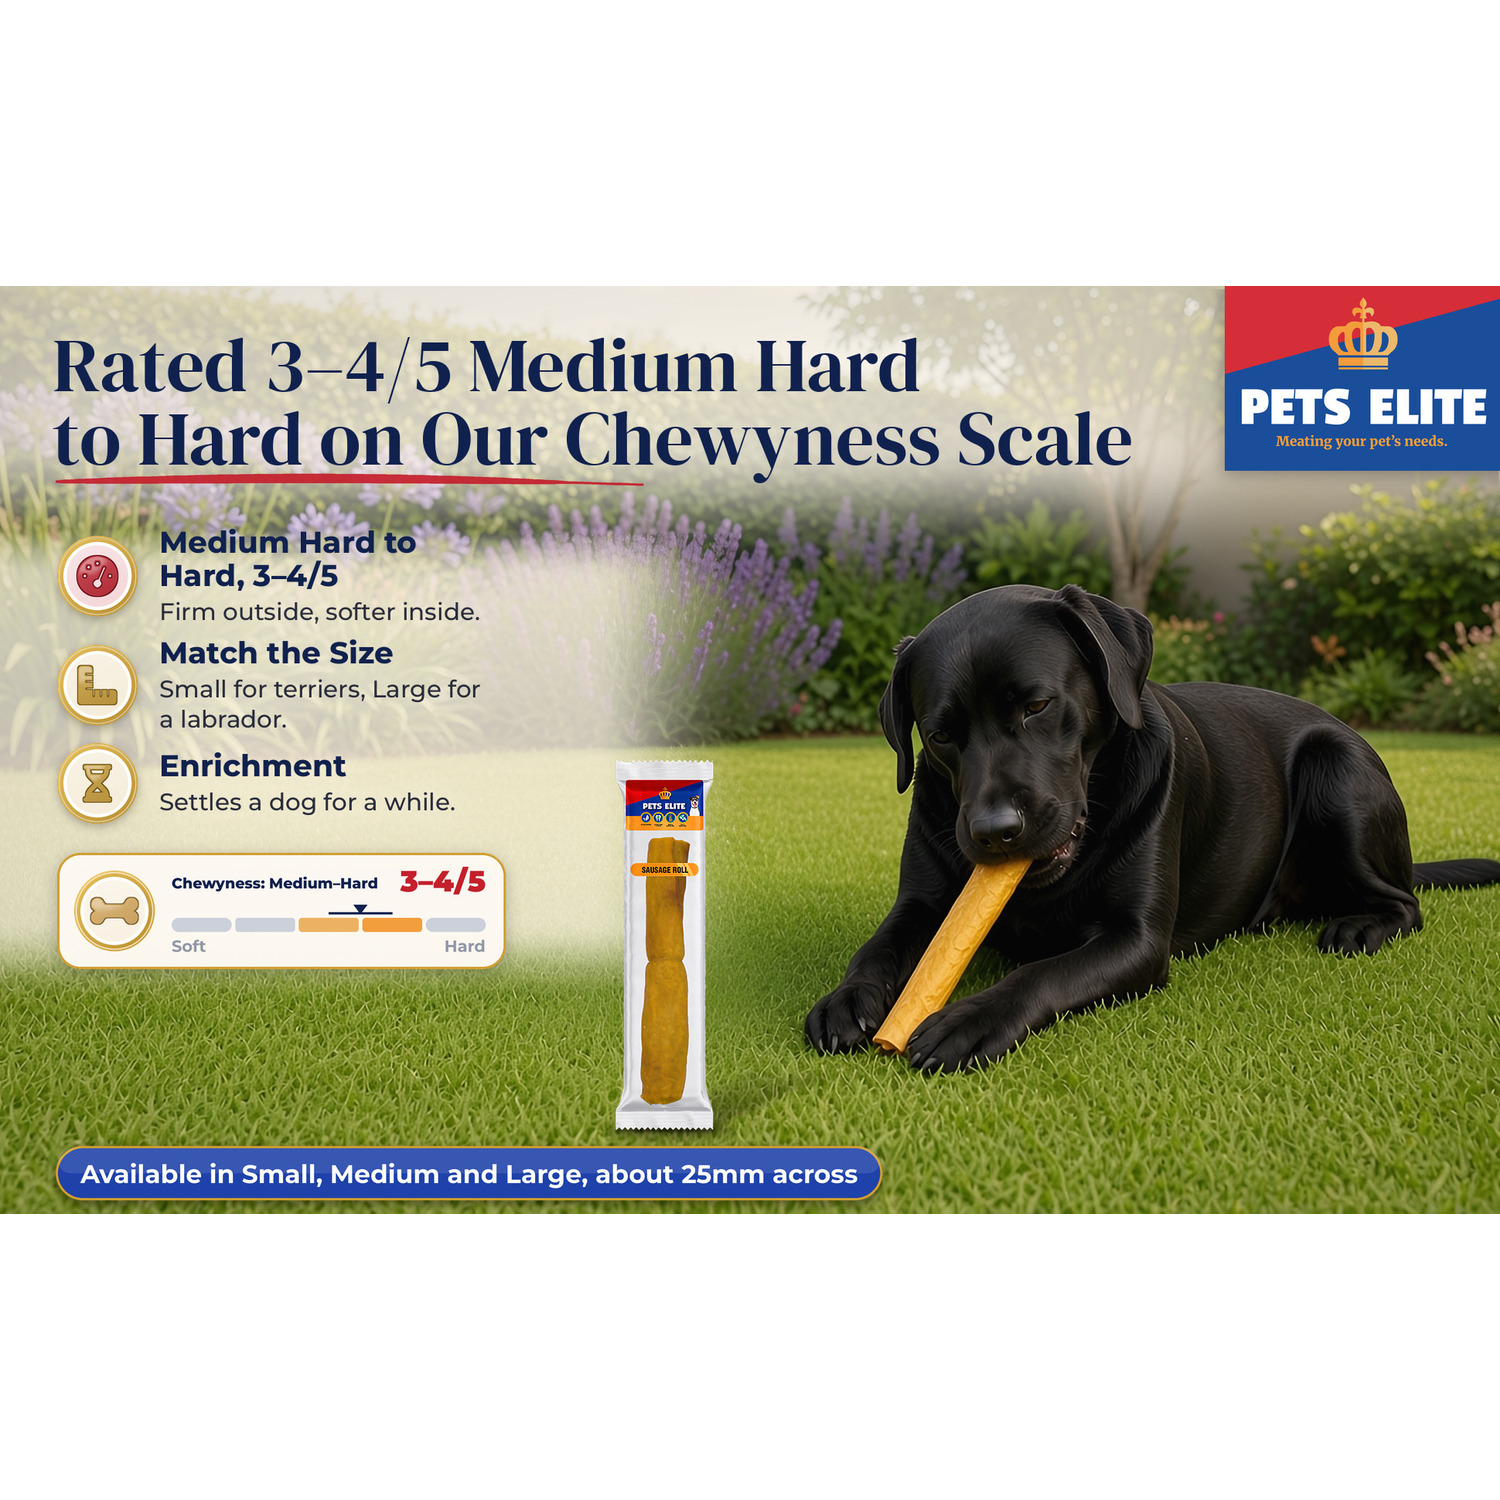 Rated 3–4/5 Medium Hard
to Hard on Our Chewyness Scale
PETS ELITE
Meating your pet's needs.
Medium Hard to
Hard, 3–4/5
Firm outside, softer inside.
Match the Size
Small for terriers, Large for
a labrador.
Enrichment
Settles a dog for a while.
Chewyness: Medium–Hard 3–4/5
Soft Hard
PETS ELITE
SAUSAGE ROLL
Available in Small, Medium and Large, about 25mm across